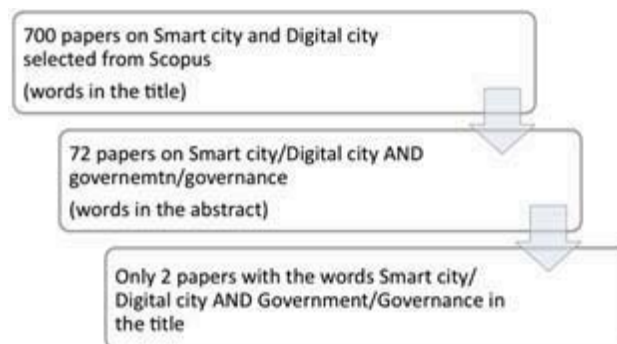 700 papers on Smart city and Digital city
selected from Scopus
(words in the title)
72 papers on Smart city/Digital city AND
governemtn/governance
(words in the abstract)
Only 2 papers with the words Smart city/
Digital city AND Government/Governance in
the title